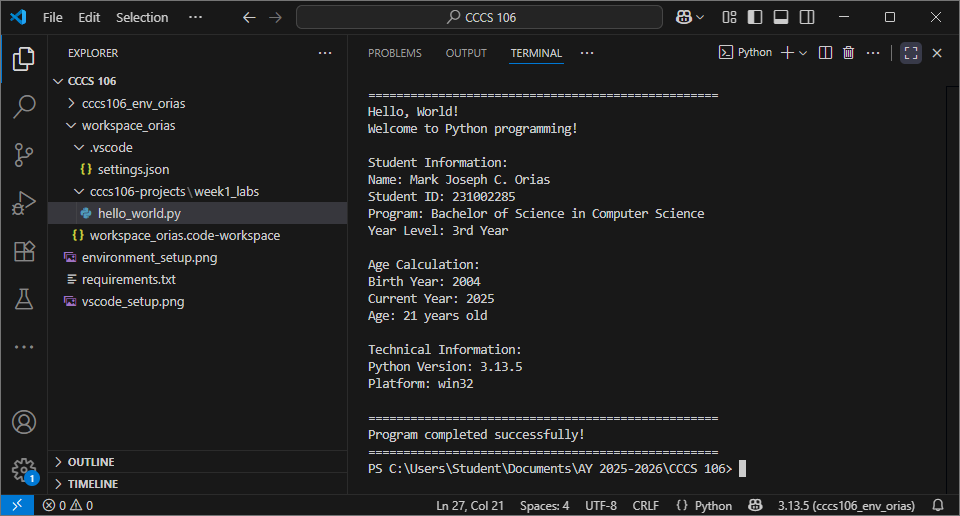 File Edit Selection ··· CCCS 106
EXPLORER ···
CCCS 106
cccs106_env_orias
workspace_orias
.vscode
{} settings.json
cccs106-projects\week1_labs
hello_world.py
{} workspace_orias.code-workspace
environment_setup.png
requirements.txt
vscode_setup.png
OUTLINE
TIMELINE
PROBLEMS OUTPUT TERMINAL ··· Python ···
==================================================
Hello, World!
Welcome to Python programming!
Student Information:
Name: Mark Joseph C. Orias
Student ID: 231002285
Program: Bachelor of Science in Computer Science
Year Level: 3rd Year
Age Calculation:
Birth Year: 2004
Current Year: 2025
Age: 21 years old
Technical Information:
Python Version: 3.13.5
Platform: win32
==================================================
Program completed successfully!
==================================================
PS C:\Users\Student\Documents\AY 2025-2026\CCCS 106>
1
0 0 Ln 27, Col 21 Spaces: 4 UTF-8 CRLF {} Python 3.13.5 (cccs106_env_orias)